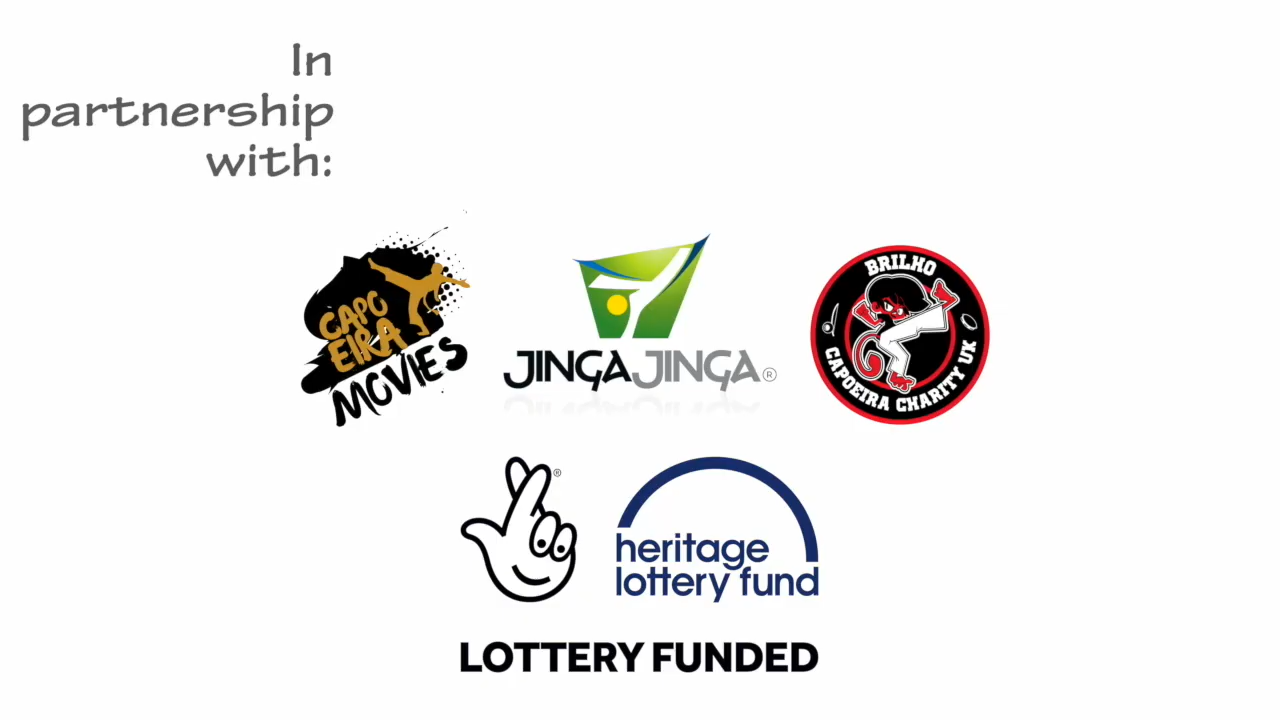 In
partnership
with:
CAPO
EIRA
MOVIES
JINGAJINGA®
BRILHO
CAPOEIRA CHARITY UK
®
heritage
lottery fund
LOTTERY FUNDED